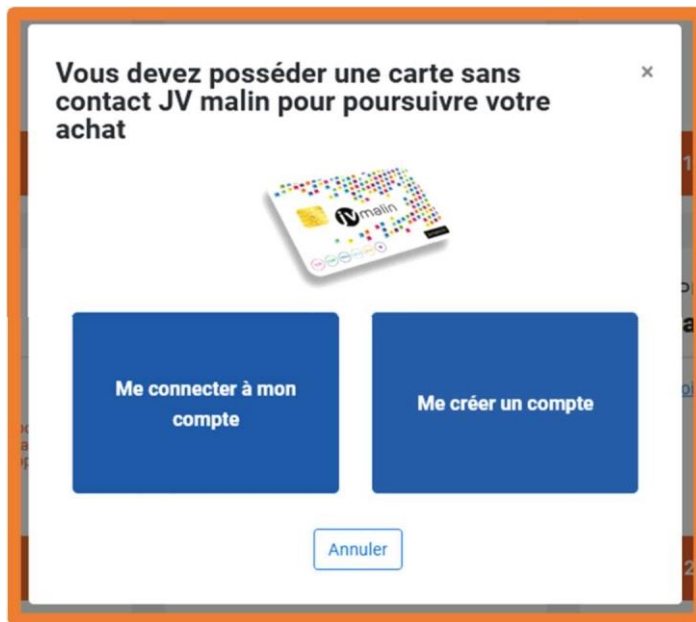 Vous devez posséder une carte sans
contact JV malin pour poursuivre votre
achat
×
JV malin
Me connecter à mon
compte
Me créer un compte
Annuler